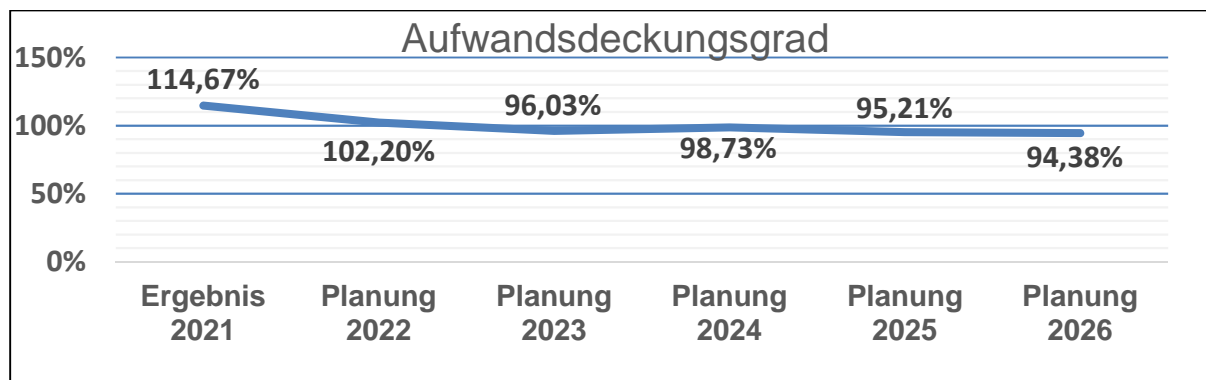 Aufwandsdeckungsgrad
150%
100%
50%
0%
114,67%
102,20%
96,03%
98,73%
95,21%
94,38%
Ergebnis
2021
Planung
2022
Planung
2023
Planung
2024
Planung
2025
Planung
2026